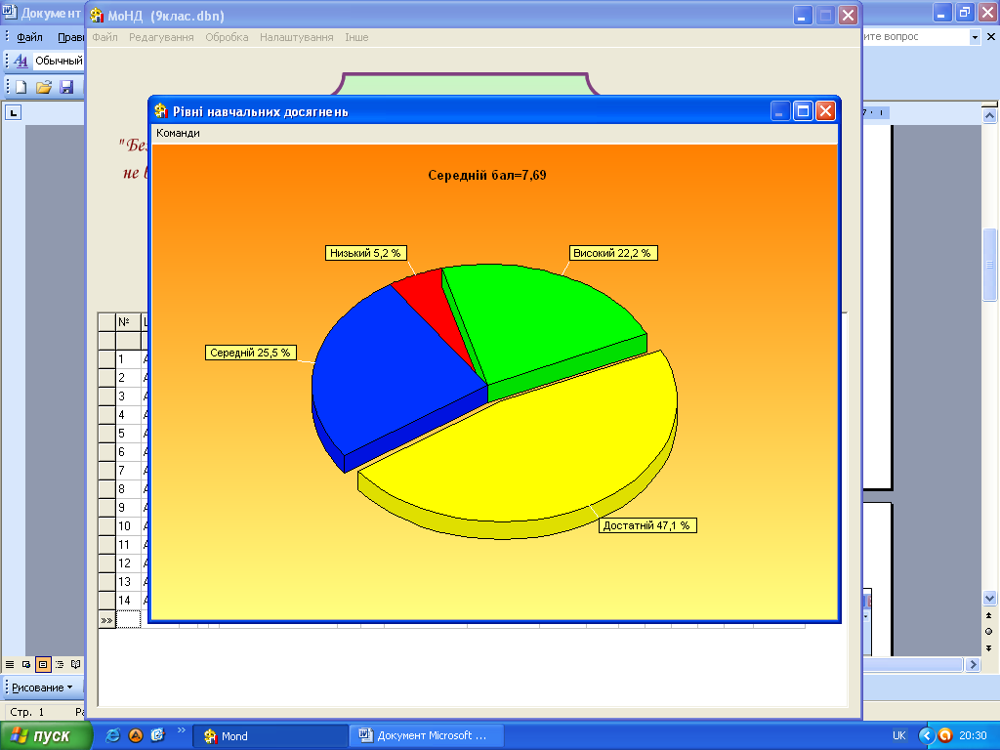 Документ
МоНД (9клас.dbn)
Файл
Прав
Файл Редагування Обробка Налаштування Інше
ите вопрос
Обычный
Рівні навчальних досягнень
Команди
"Без
не в
Середній бал=7,69
Низький 5,2 %
Високий 22,2 %
Середній 25,5 %
Достатній 47,1 %
№
1
2
3
4
5
6
7
8
9
10
11
12
13
14
»»
Рисование
Стр. 1
пуск
Mond
Документ Microsoft ...
UK
20:30